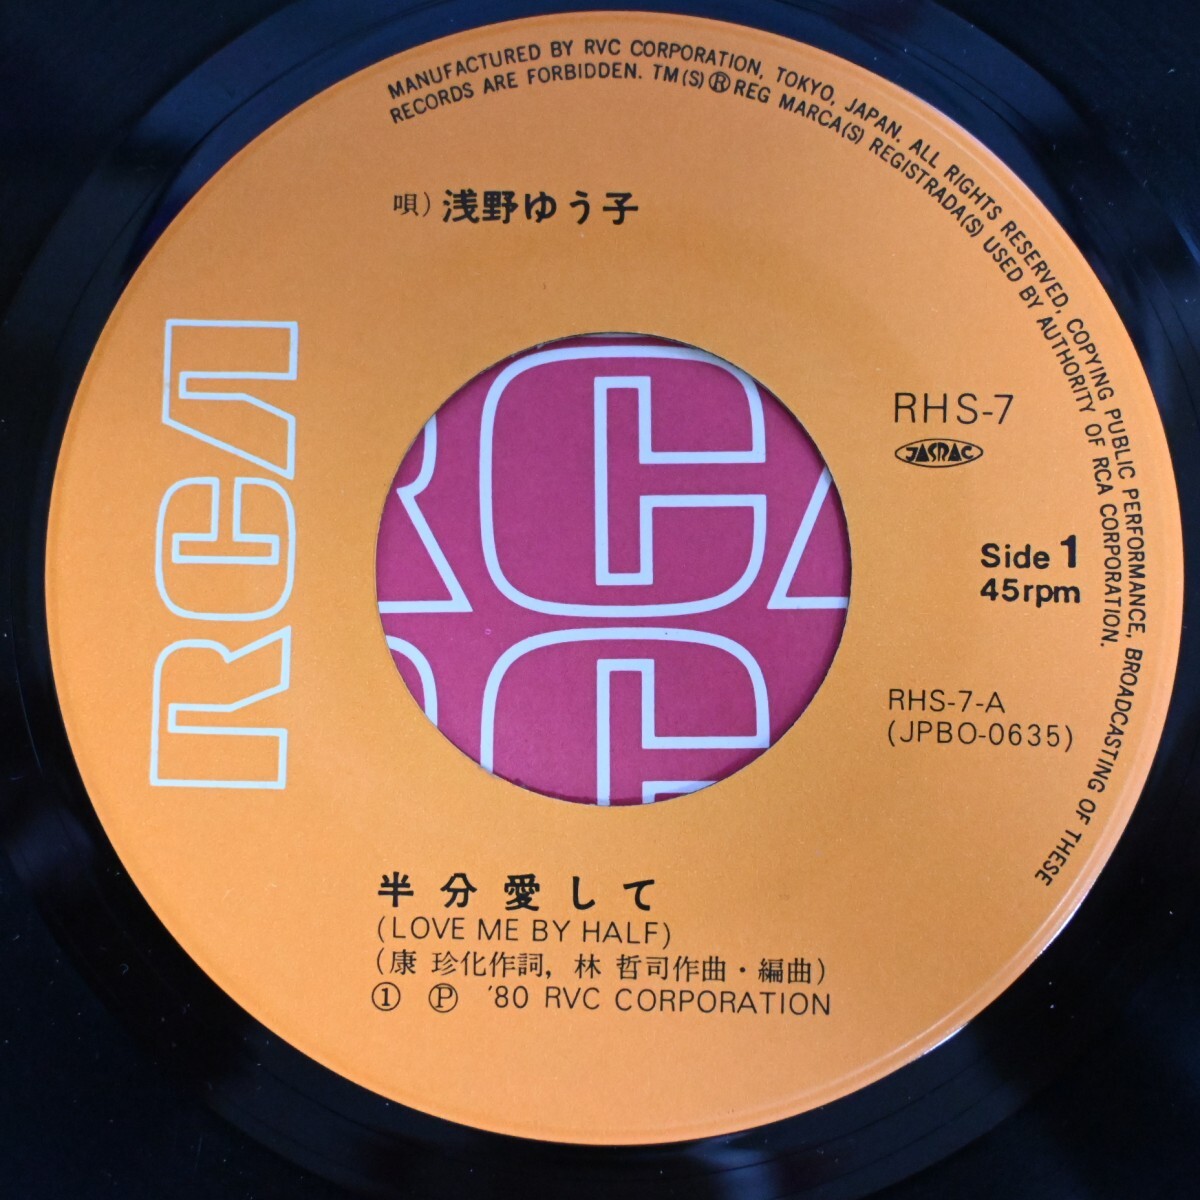 MANUFACTURED BY RVC CORPORATION, TOKYO, JAPAN. ALL RIGHTS RESERVED, COPYING PUBLIC PERFORMANCE, BROADCASTING OF THESE
RECORDS ARE FORBIDDEN. TM(S)®REG MARCA(S) REGISTRADA(S) USED BY AUTHORITY OF RCA CORPORATION.
唄) 浅野ゆう子
RCA
RHS-7
JASRAC
Side 1
45rpm
RHS-7-A
(JPBO-0635)
半分愛して
(LOVE ME BY HALF)
(康 珍化作詞, 林 哲司作曲・編曲)
① Ⓟ '80 RVC CORPORATION
RCA
RC